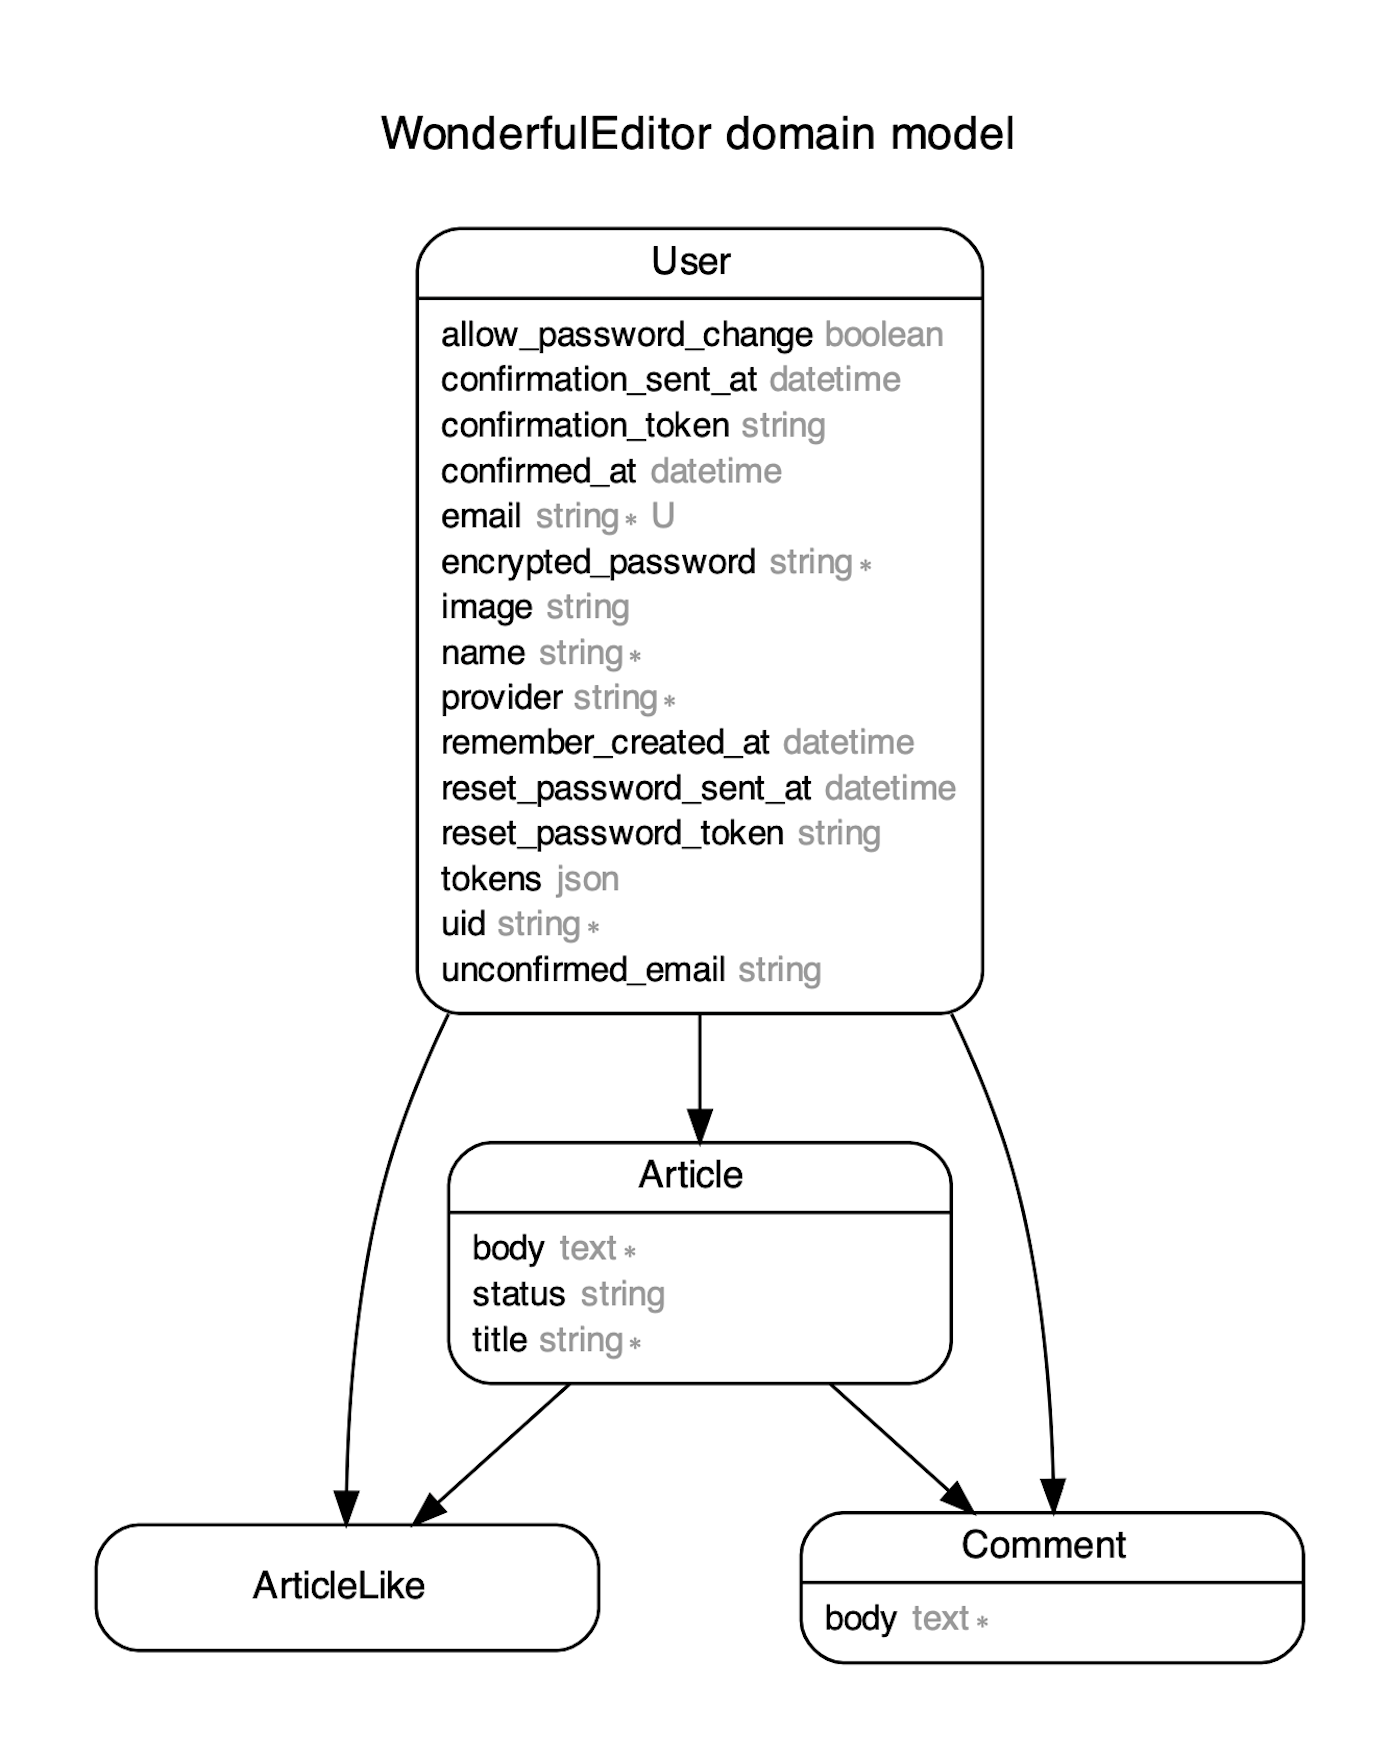 WonderfulEditor domain model
User
allow_password_change boolean
confirmation_sent_at datetime
confirmation_token string
confirmed_at datetime
email string* U
encrypted_password string*
image string
name string*
provider string*
remember_created_at datetime
reset_password_sent_at datetime
reset_password_token string
tokens json
uid string*
unconfirmed_email string
Article
body text*
status string
title string*
ArticleLike
Comment
body text*